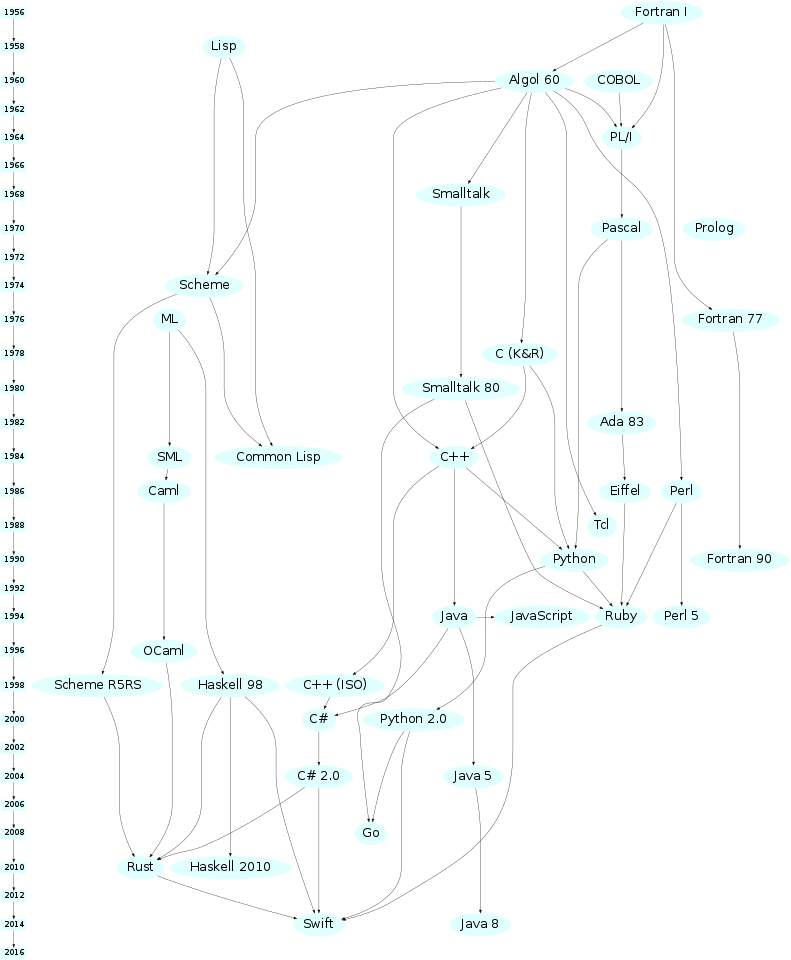 1956 Fortran I
1958 Lisp
1960 Algol 60 COBOL
1962
1964 PL/I
1966
1968 Smalltalk
1970 Pascal Prolog
1972
1974 Scheme
1976 ML Fortran 77
1978 C (K&R)
1980 Smalltalk 80
1982 Ada 83
1984 SML Common Lisp C++
1986 Caml Eiffel Perl
1988 Tcl
1990 Python Fortran 90
1992
1994 Java JavaScript Ruby Perl 5
1996 OCaml
1998 Scheme R5RS Haskell 98 C++ (ISO)
2000 C# Python 2.0
2002
2004 C# 2.0 Java 5
2006
2008 Go
2010 Rust Haskell 2010
2012
2014 Swift Java 8
2016